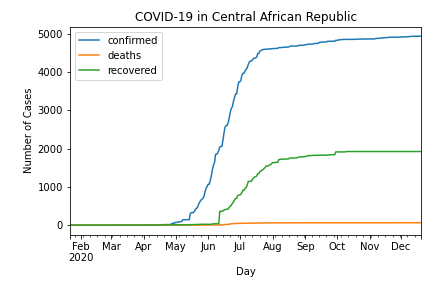 COVID-19 in Central African Republic
confirmed
deaths
recovered
Number of Cases
5000
4000
3000
2000
1000
0
Feb Mar Apr May Jun Jul Aug Sep Oct Nov Dec
2020
Day